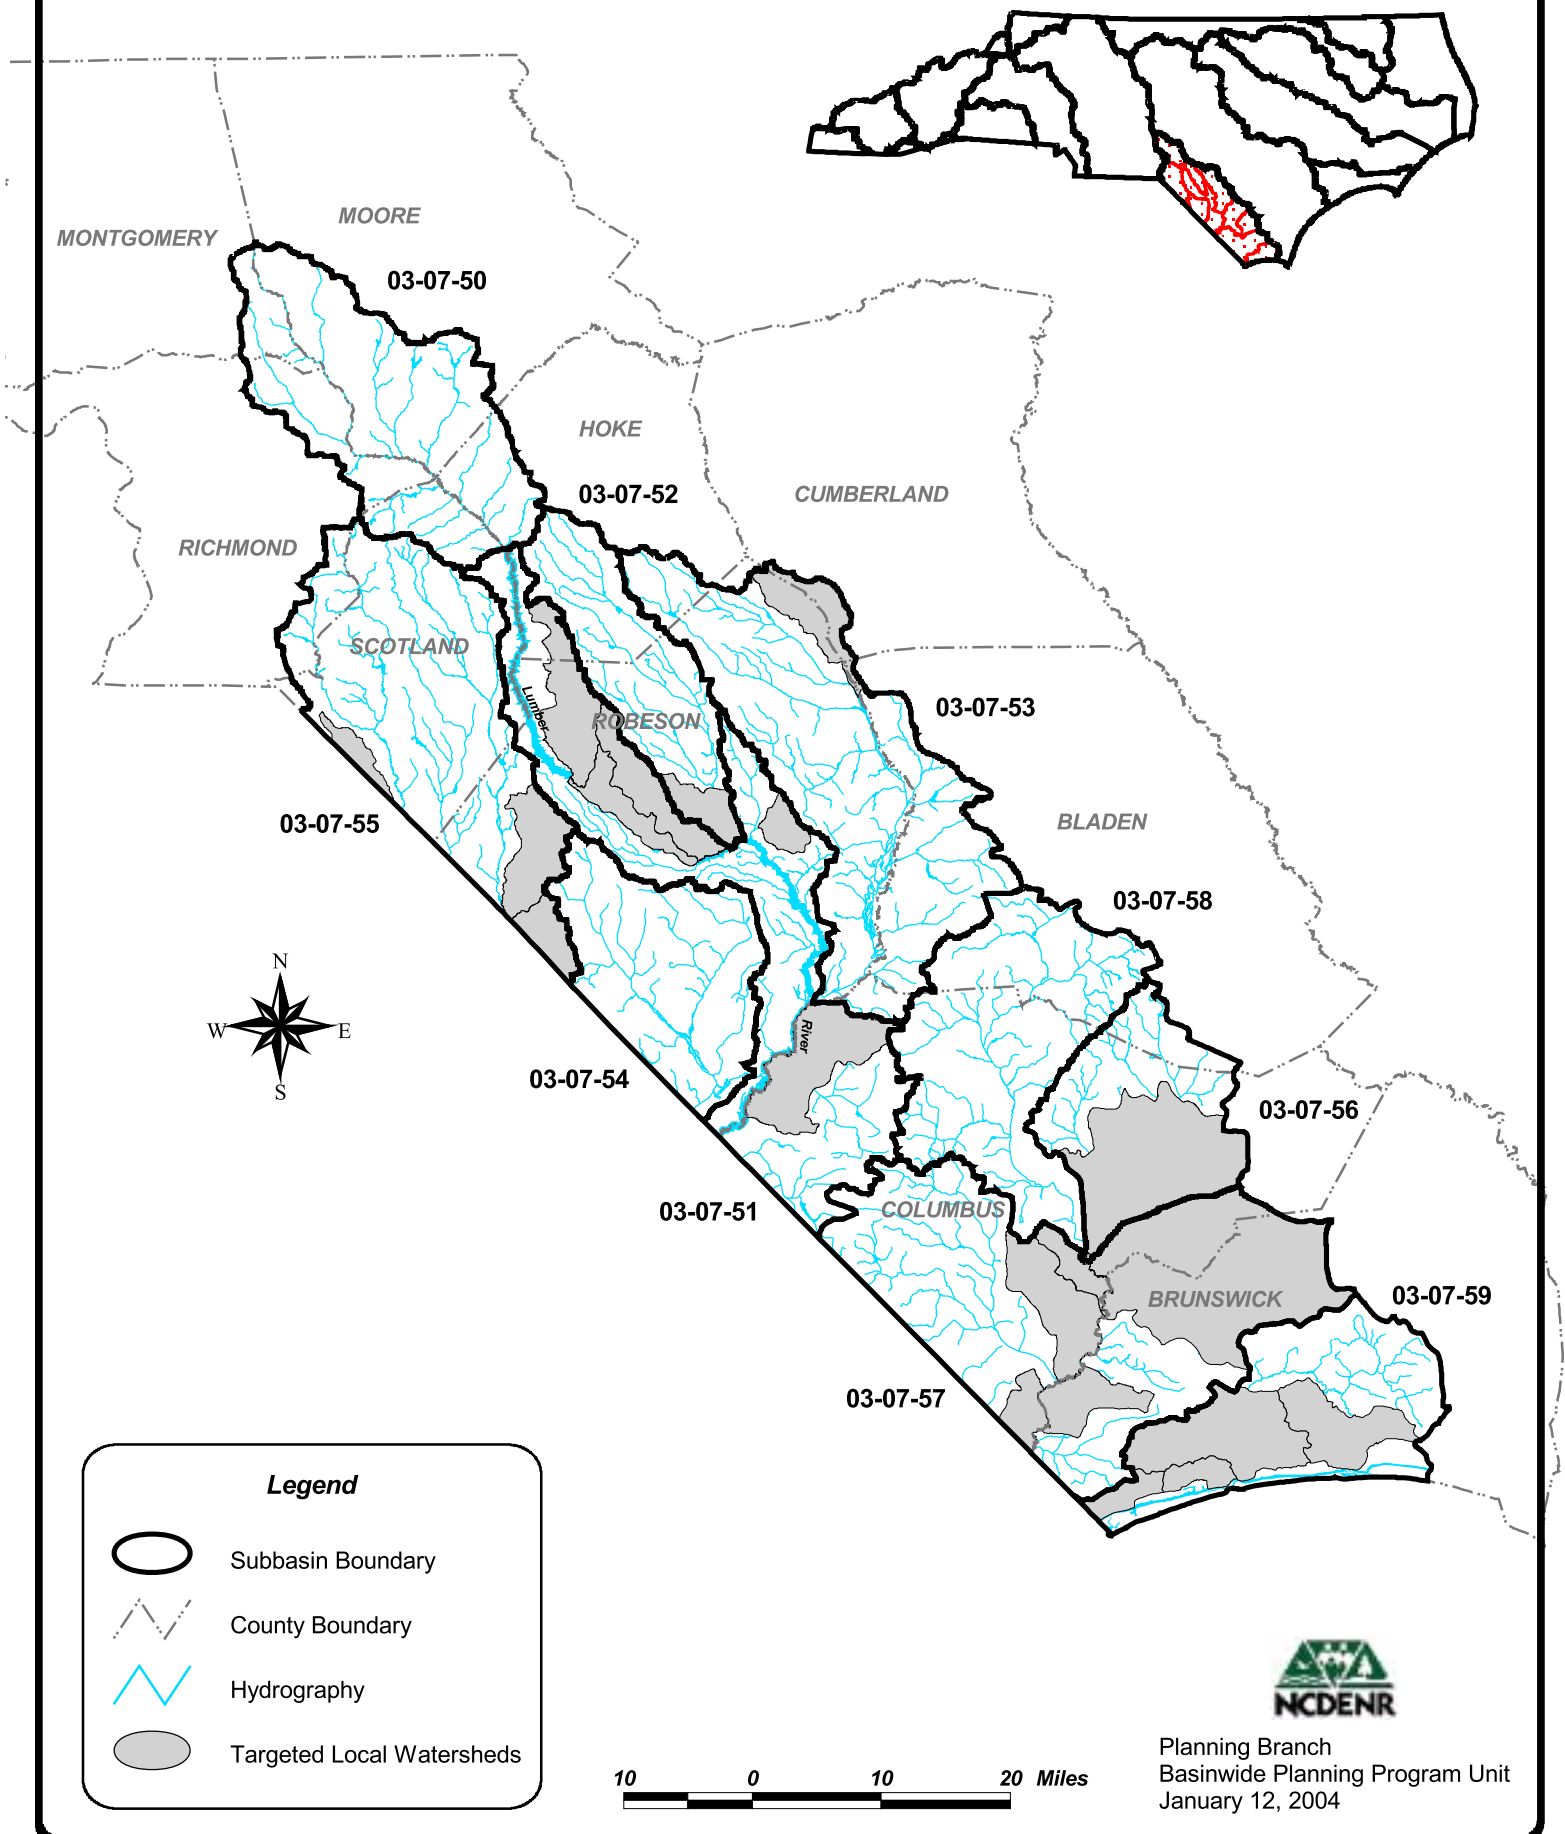 MOORE
MONTGOMERY
03-07-50
HOKE
03-07-52
CUMBERLAND
RICHMOND
SCOTLAND
Lumber
ROBESON
03-07-53
03-07-55
BLADEN
03-07-58
N
W E
S
River
03-07-54
03-07-56
03-07-51
COLUMBUS
BRUNSWICK
03-07-59
03-07-57
Legend
Subbasin Boundary
County Boundary
Hydrography
Targeted Local Watersheds
10 0 10 20 Miles
NCDENR
Planning Branch
Basinwide Planning Program Unit
January 12, 2004